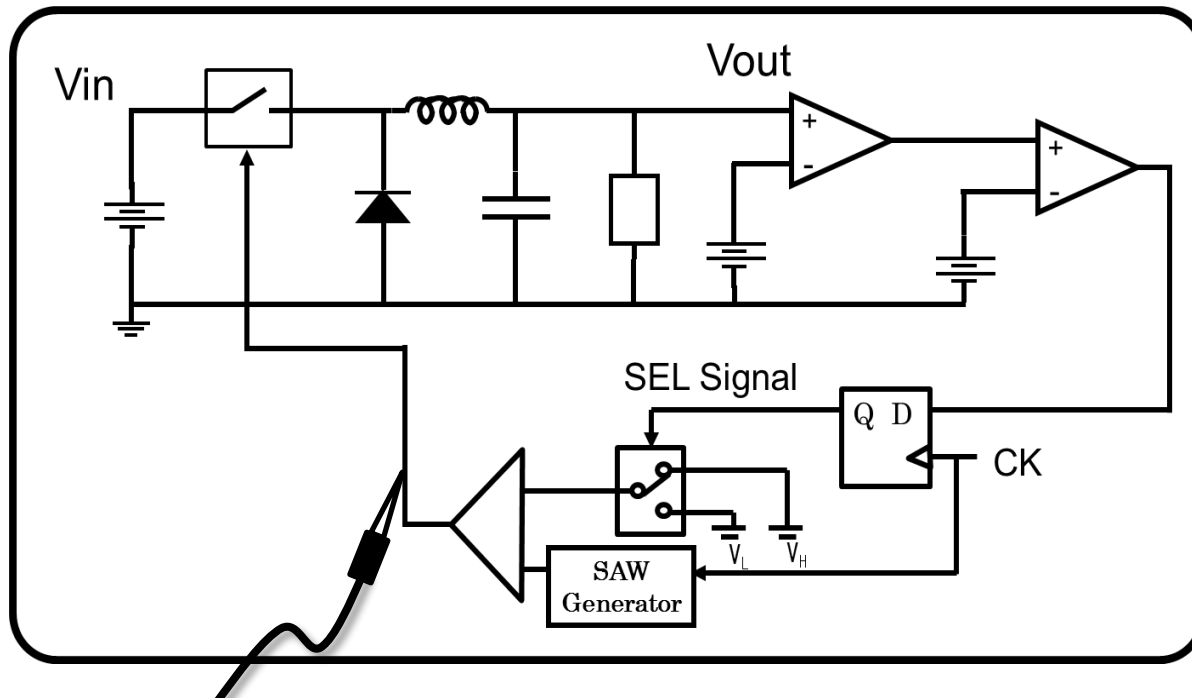 Vin
Vout
+
-
+
-
SEL Signal
Q D
CK
V_L
V_H
SAW
Generator